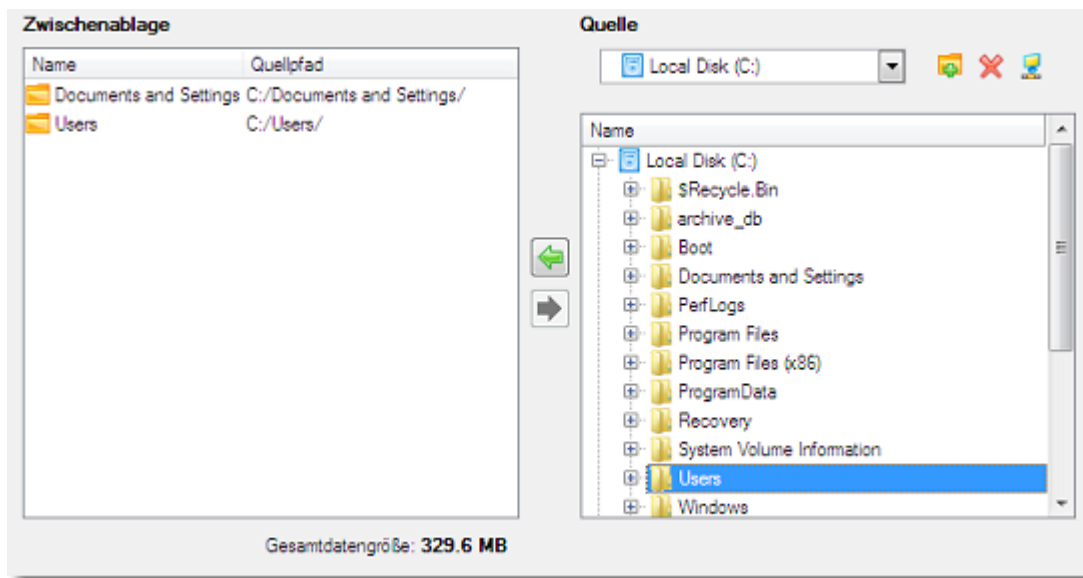 Zwischenablage
Name Quellpfad
Documents and Settings C:/Documents and Settings/
Users C:/Users/
Gesamtdatengröße: 329.6 MB
Quelle
Local Disk (C:)
Name
Local Disk (C:)
$Recycle.Bin
archive_db
Boot
Documents and Settings
PerfLogs
Program Files
Program Files (x86)
ProgramData
Recovery
System Volume Information
Users
Windows